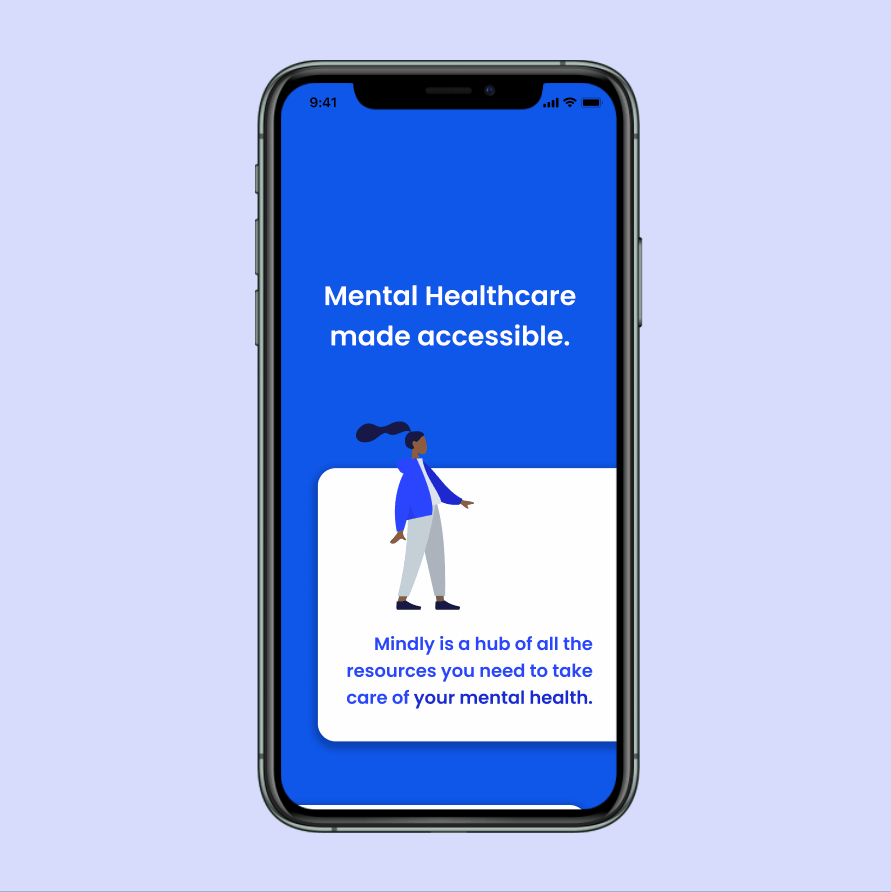 9:41
Mental Healthcare
made accessible.
Mindly is a hub of all the
resources you need to take
care of your mental health.